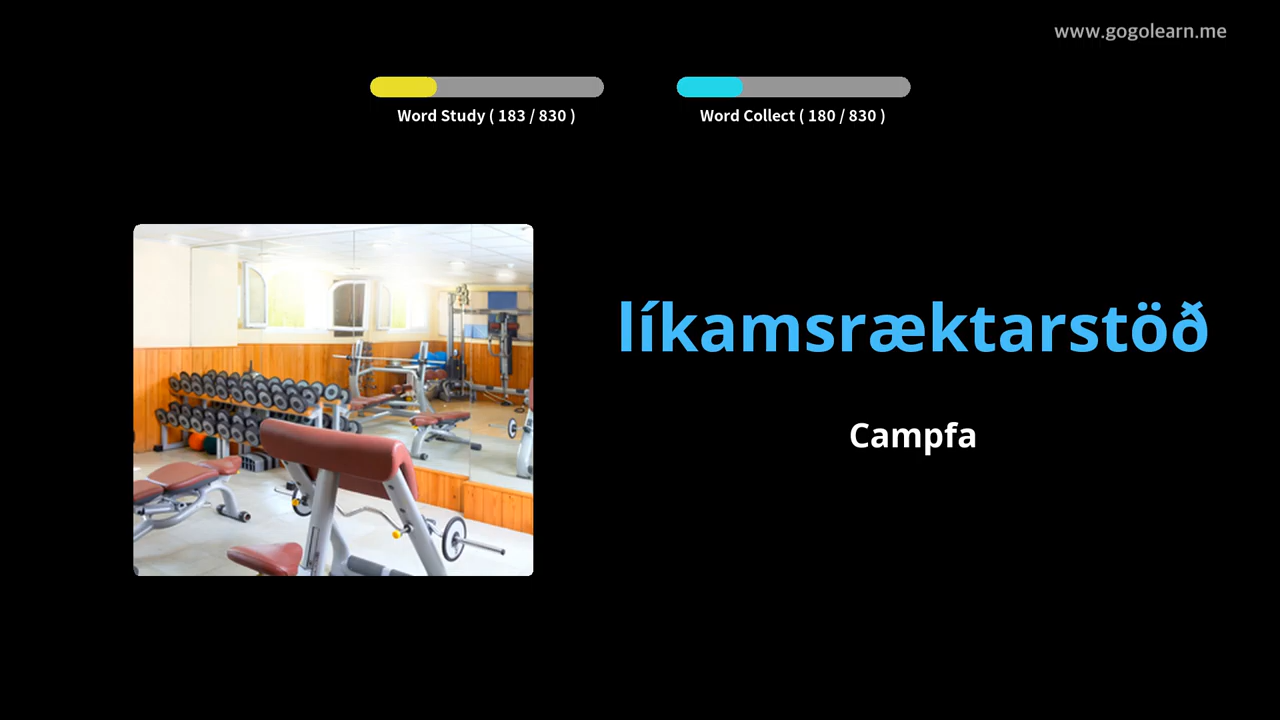 www.gogolearn.me
Word Study ( 183 / 830 )
Word Collect ( 180 / 830 )
líkamsræktarstöð
Campfa